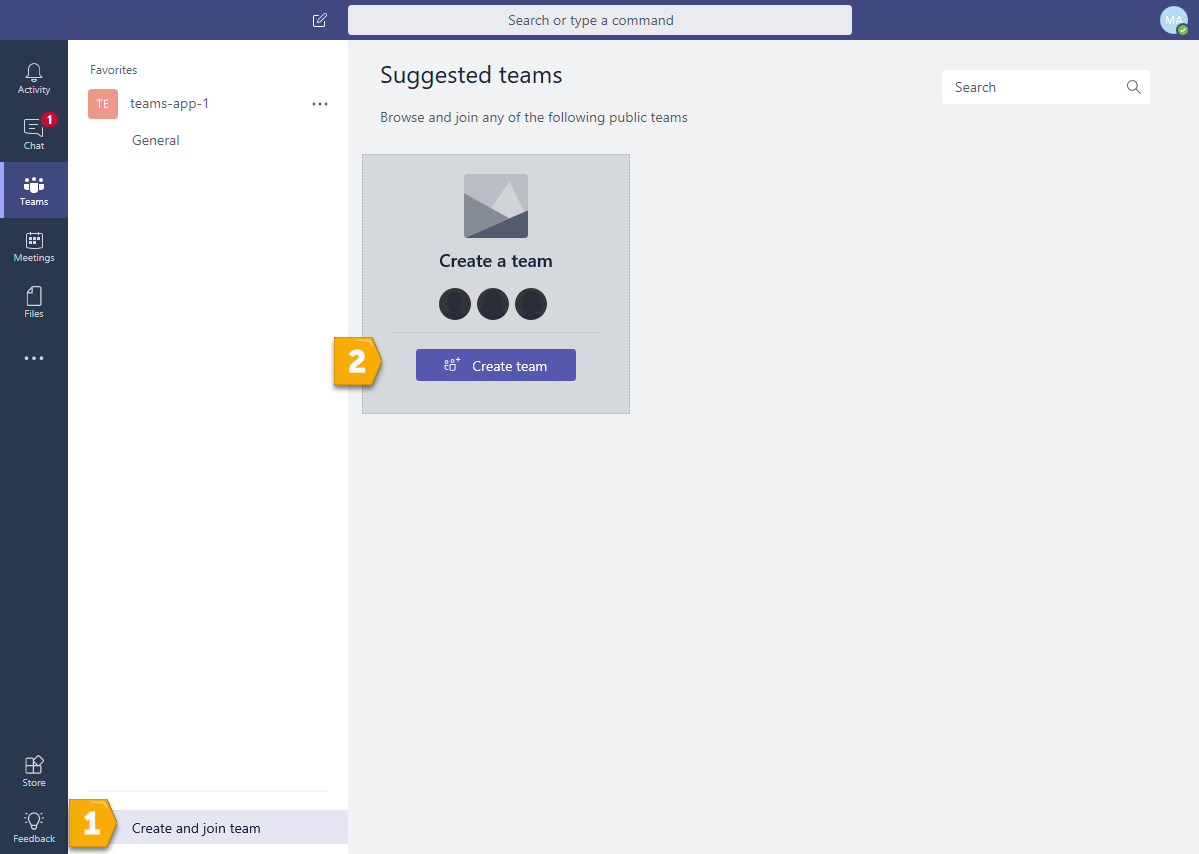 Search or type a command
MA
Activity
1
Chat
Teams
Meetings
Files
Store
Feedback
Favorites
TE
teams-app-1
General
1
Create and join team
Suggested teams
Search
Browse and join any of the following public teams
Create a team
2
Create team